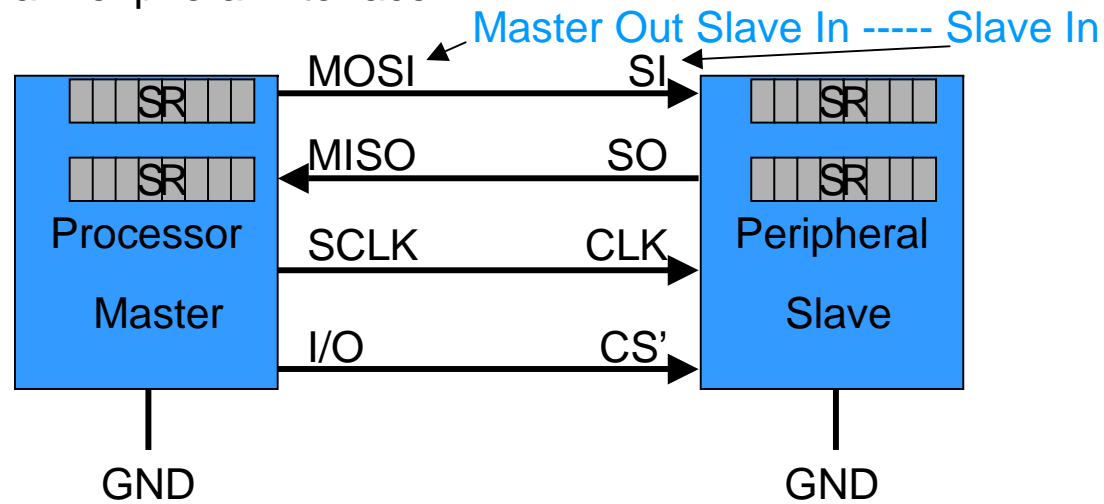 Master Out Slave In ----- Slave In
MOSI SI
SR SR
MISO SO
SR SR
Processor Peripheral
SCLK CLK
Master Slave
I/O CS’
GND GND